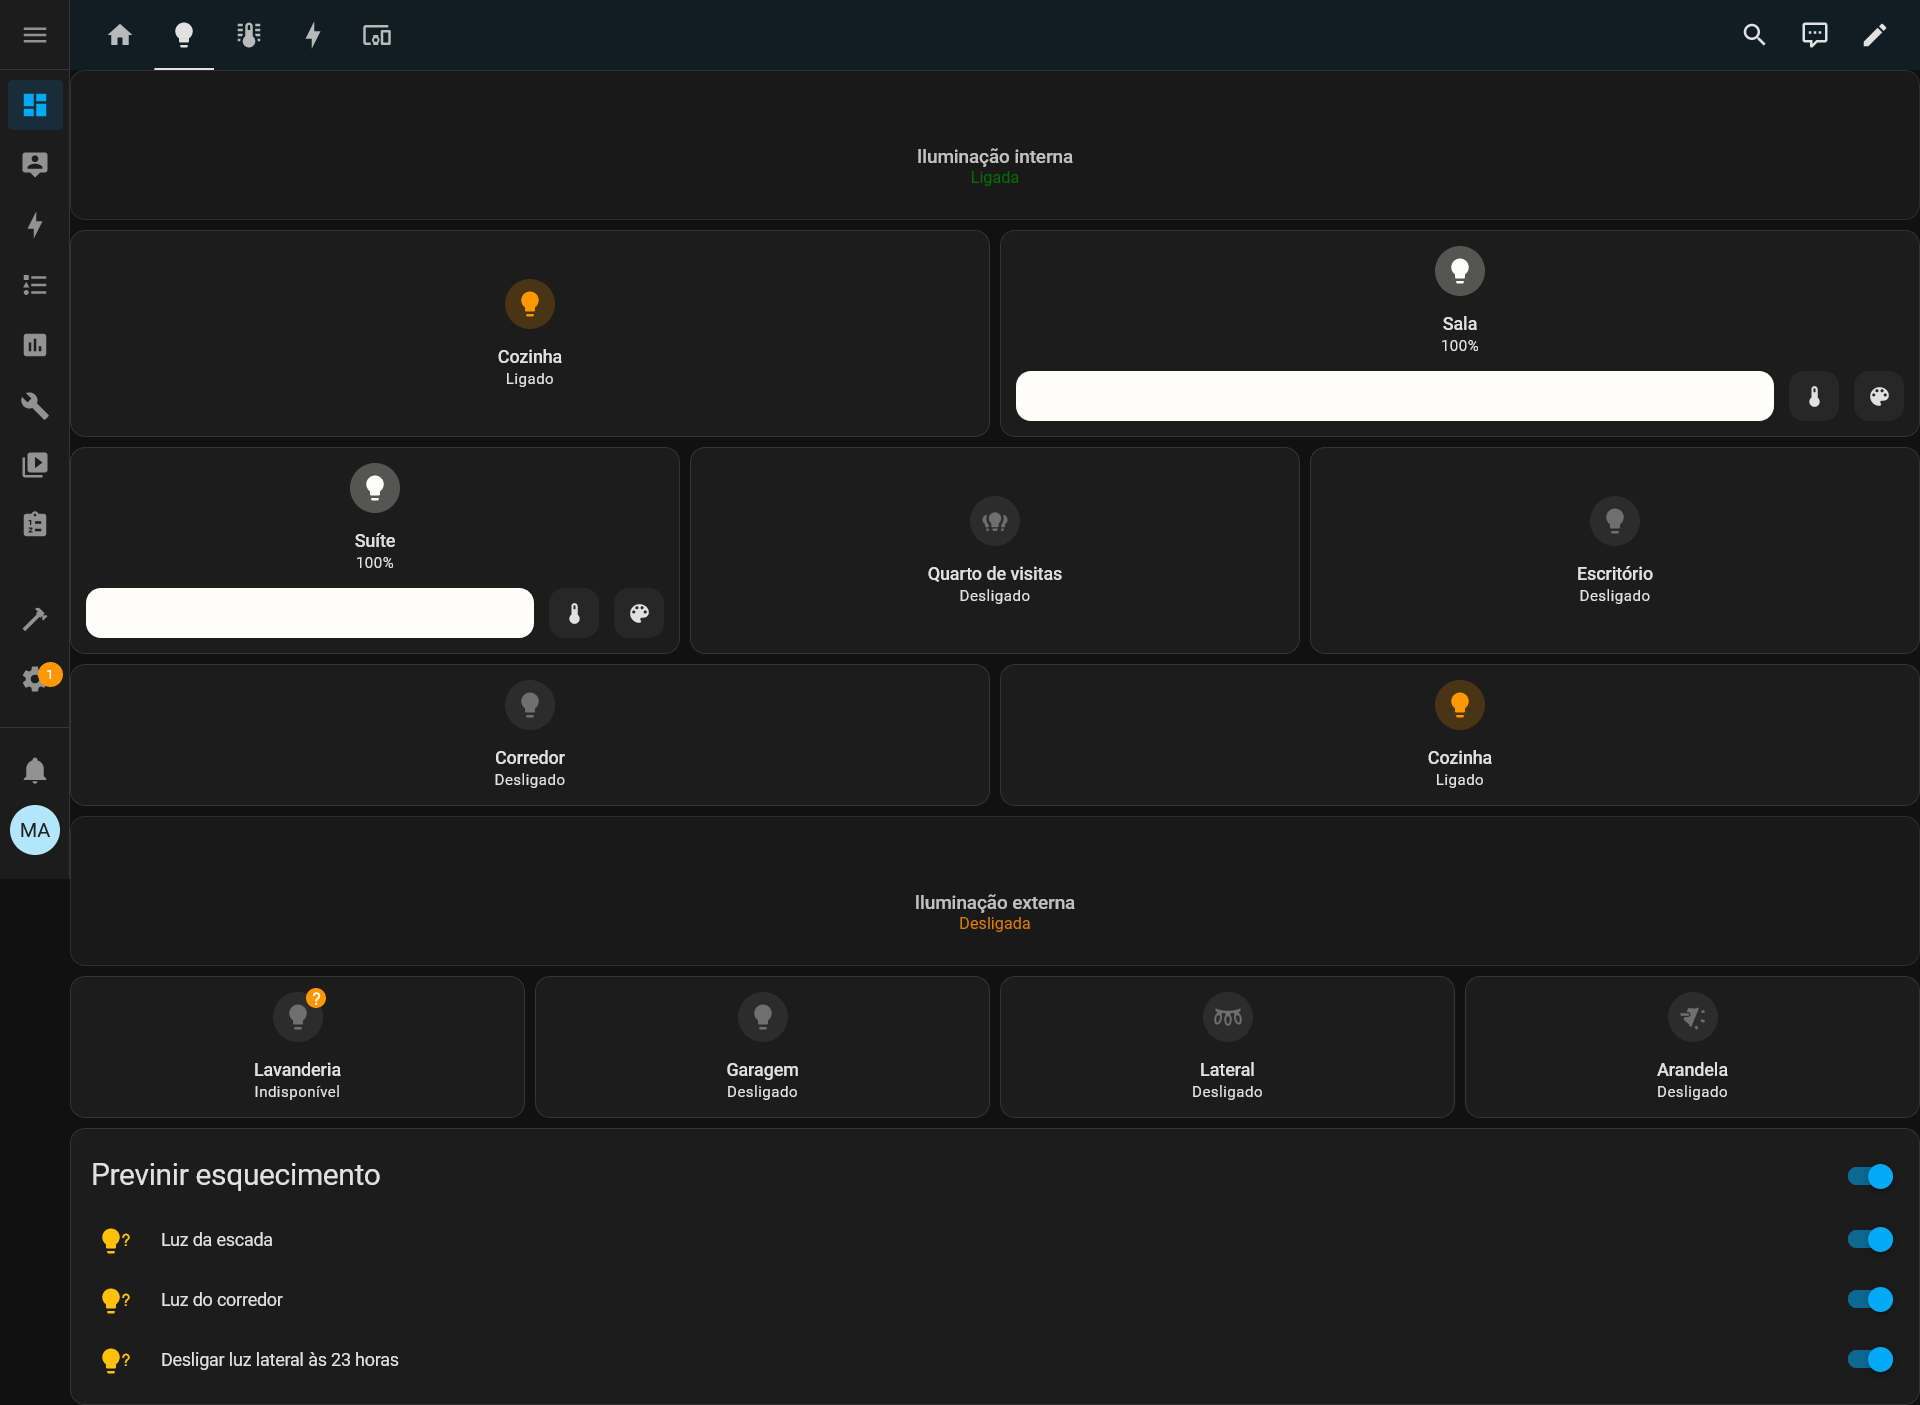 Iluminação interna
Ligada
Cozinha
Ligado
Sala
100%
Suíte
100%
Quarto de visitas
Desligado
Escritório
Desligado
1
Corredor
Desligado
Cozinha
Ligado
MA
Iluminação externa
Desligada
?
Lavanderia
Indisponível
Garagem
Desligado
Lateral
Desligado
Arandela
Desligado
Previnir esquecimento
? Luz da escada
? Luz do corredor
? Desligar luz lateral às 23 horas